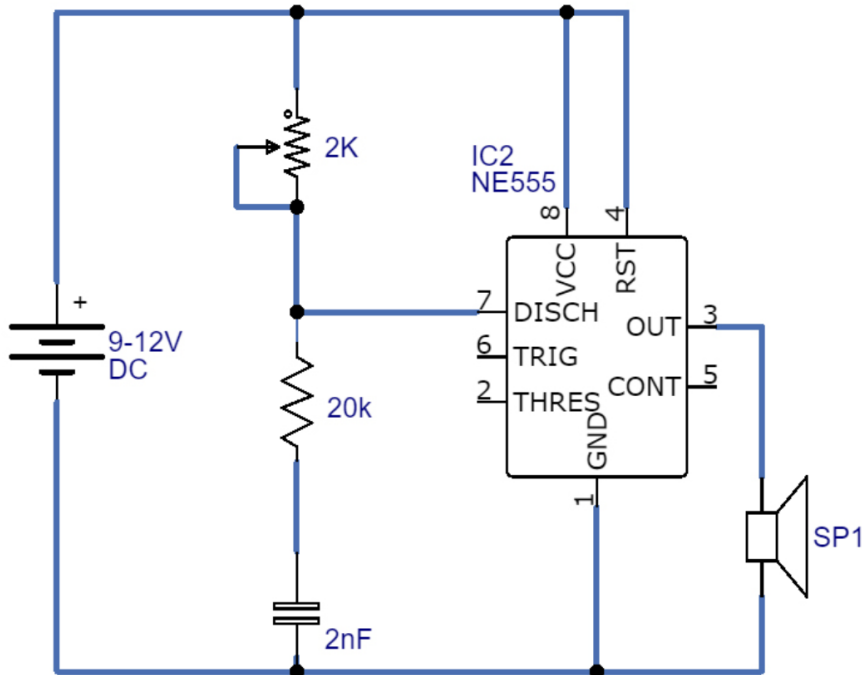 2K
IC2
NE555
8
4
VCC
RST
+
9-12V
DC
7
DISCH
OUT
3
6
TRIG
2
THRES
CONT
5
GND
1
20k
SP1
2nF